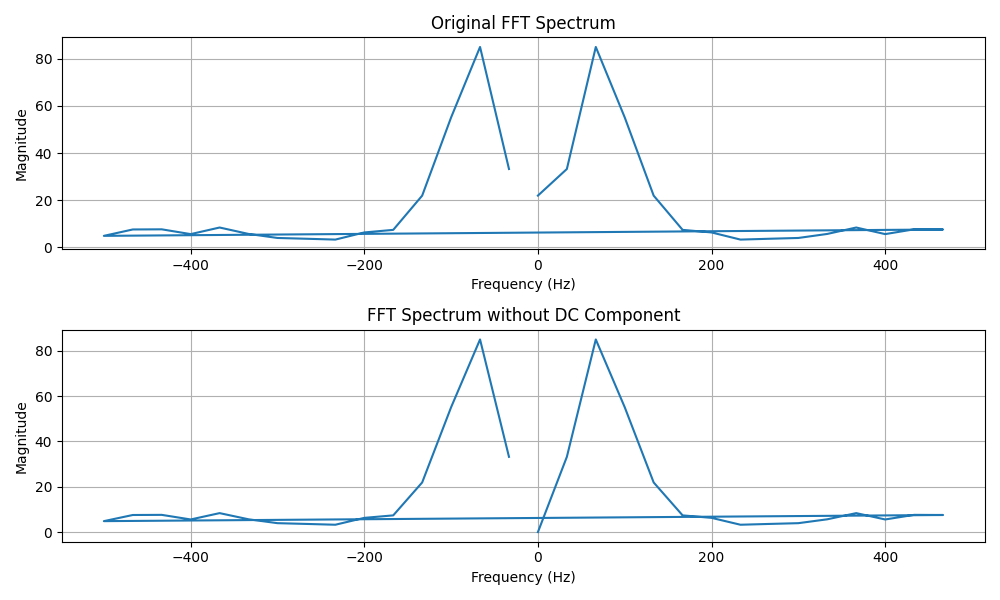 Original FFT Spectrum
80
60
40
20
0
Magnitude
−400 −200 0 200 400
Frequency (Hz)
FFT Spectrum without DC Component
80
60
40
20
0
Magnitude
−400 −200 0 200 400
Frequency (Hz)